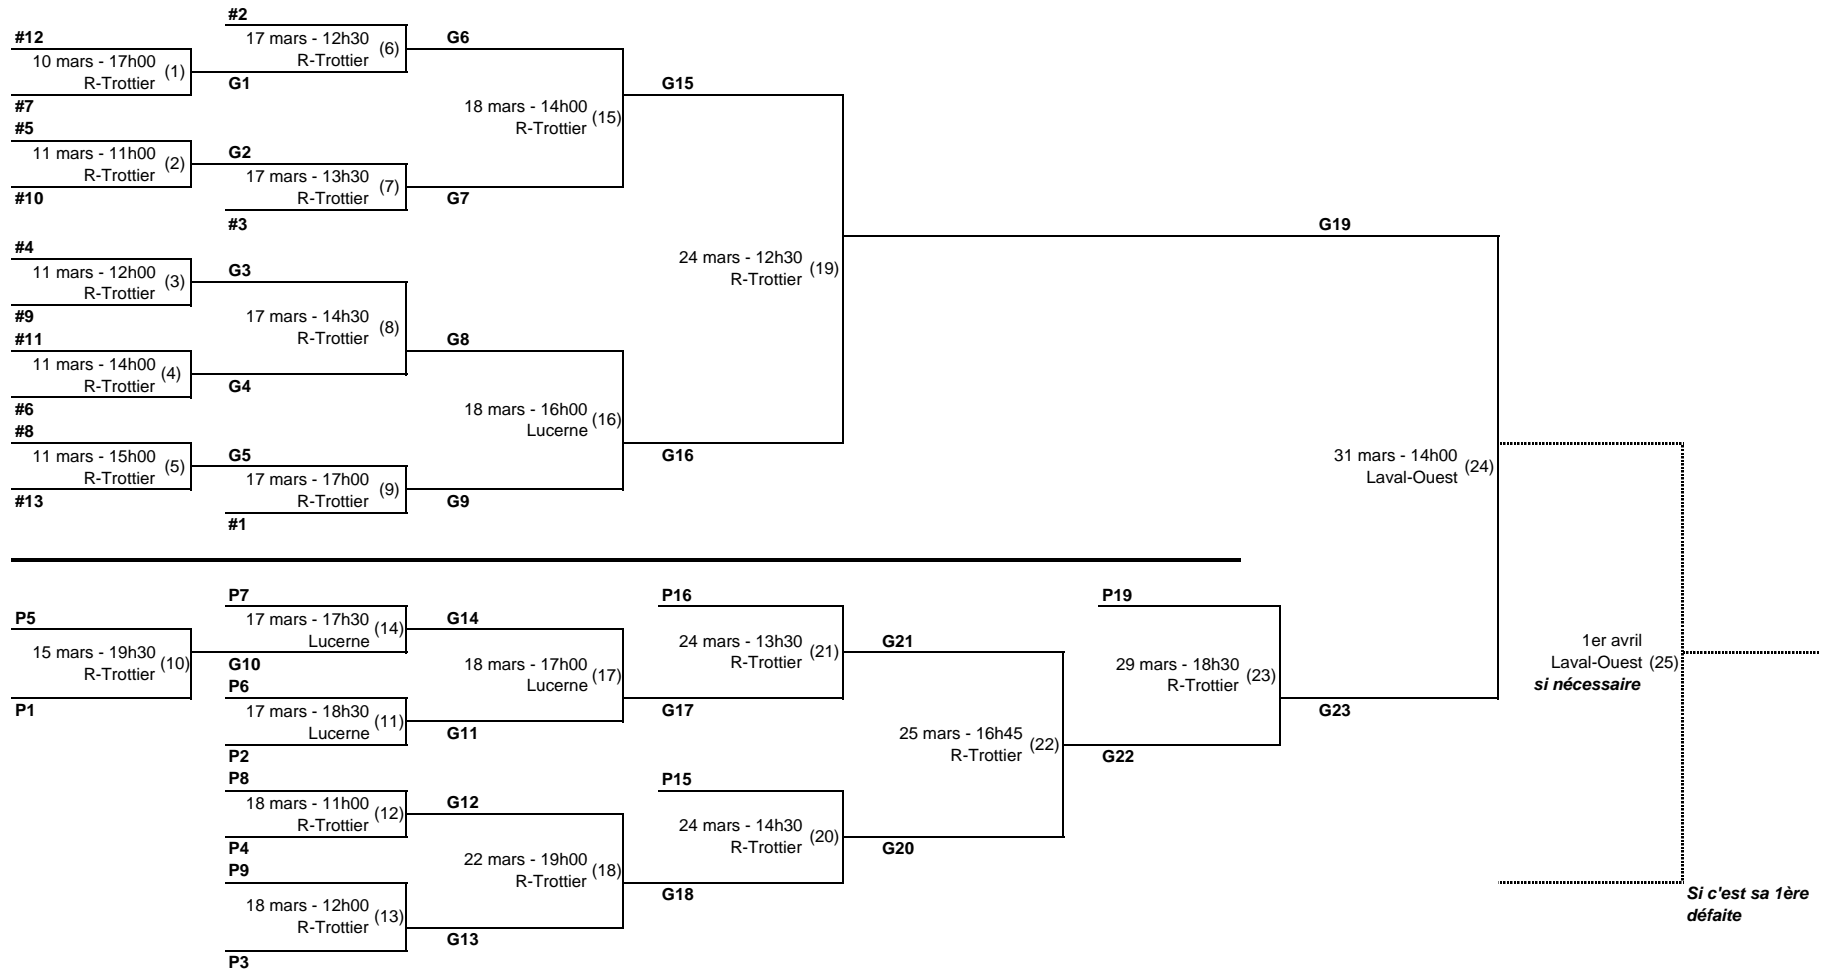 #2
#12
17 mars - 12h30
(6)
G6
R-Trottier
10 mars - 17h00
(1)
R-Trottier
G1
G15
#7
18 mars - 14h00
(15)
R-Trottier
#5
11 mars - 11h00
(2)
G2
R-Trottier
17 mars - 13h30
(7)
R-Trottier
#10
G7
#3
G19
#4
11 mars - 12h00
(3)
G3
R-Trottier
24 mars - 12h30
(19)
R-Trottier
#9
17 mars - 14h30
(8)
R-Trottier
#11
G8
11 mars - 14h00
(4)
R-Trottier
G4
#6
18 mars - 16h00
(16)
Lucerne
#8
11 mars - 15h00
(5)
G5
G16
R-Trottier
31 mars - 14h00
(24)
Laval-Ouest
17 mars - 17h00
(9)
R-Trottier
#13
G9
#1
P7
P16
P19
P5
17 mars - 17h30
(14)
G14
Lucerne
24 mars - 13h30
(21)
G21
R-Trottier
1er avril
Laval-Ouest
(25)
si nécessaire
15 mars - 19h30
(10)
R-Trottier
G10
18 mars - 17h00
(17)
Lucerne
29 mars - 18h30
(23)
R-Trottier
P6
P1
17 mars - 18h30
(11)
G17
G23
Lucerne
G11
25 mars - 16h45
(22)
R-Trottier
P2
G22
P8
P15
18 mars - 11h00
(12)
G12
R-Trottier
24 mars - 14h30
(20)
R-Trottier
P4
G20
P9
22 mars - 19h00
(18)
R-Trottier
G18
Si c'est sa 1ère
défaite
18 mars - 12h00
(13)
R-Trottier
G13
P3